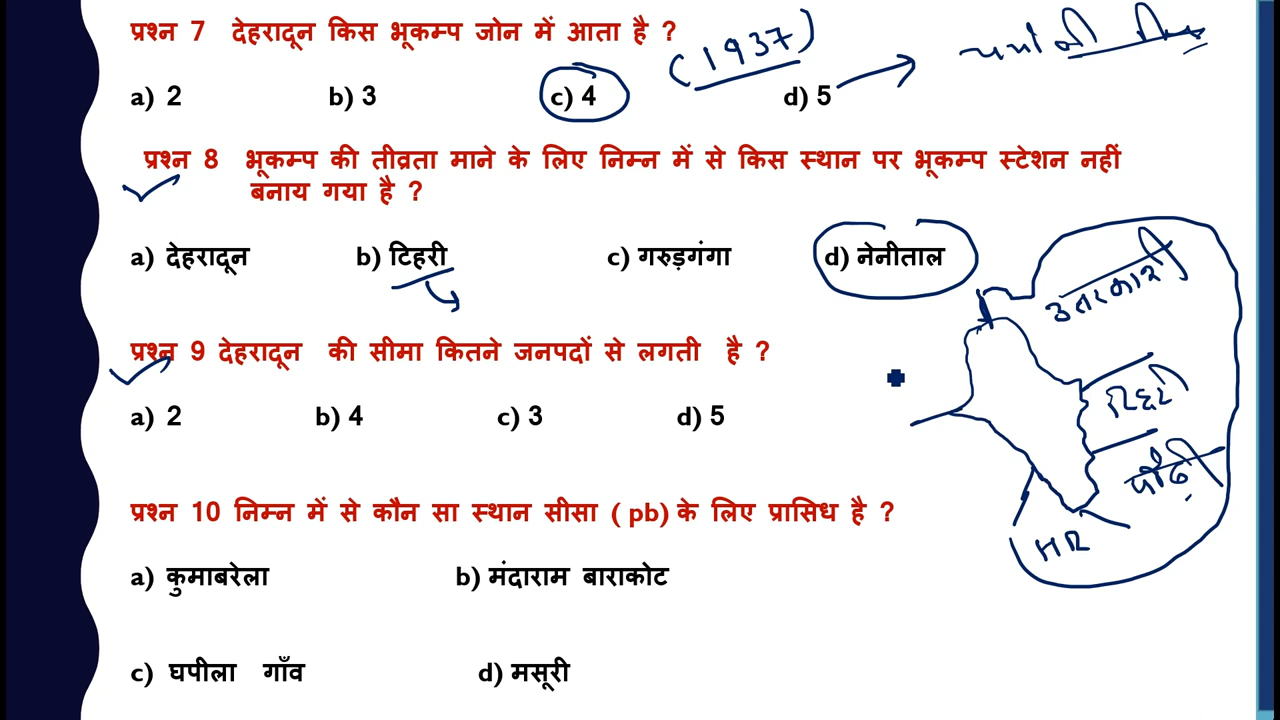 प्रश्न 7 देहरादून किस भूकम्प जोन में आता है ?
(1937)
a) 2 b) 3 c) 4 d) 5
प्रश्न 8 भूकम्प की तीव्रता माने के लिए निम्न में से किस स्थान पर भूकम्प स्टेशन नहीं
बनाय गया है ?
a) देहरादून b) टिहरी c) गरुड़गंगा d) नेनीताल
उत्तरकाशी
प्रश्न 9 देहरादून की सीमा कितने जनपदों से लगती है ?
a) 2 b) 4 c) 3 d) 5
टिहरी
पौढ़ी
प्रश्न 10 निम्न में से कौन सा स्थान सीसा ( pb) के लिए प्रासिध है ?
HR
a) कुमाबरेला b) मंदाराम बाराकोट
c) घपीला गाँव d) मसूरी